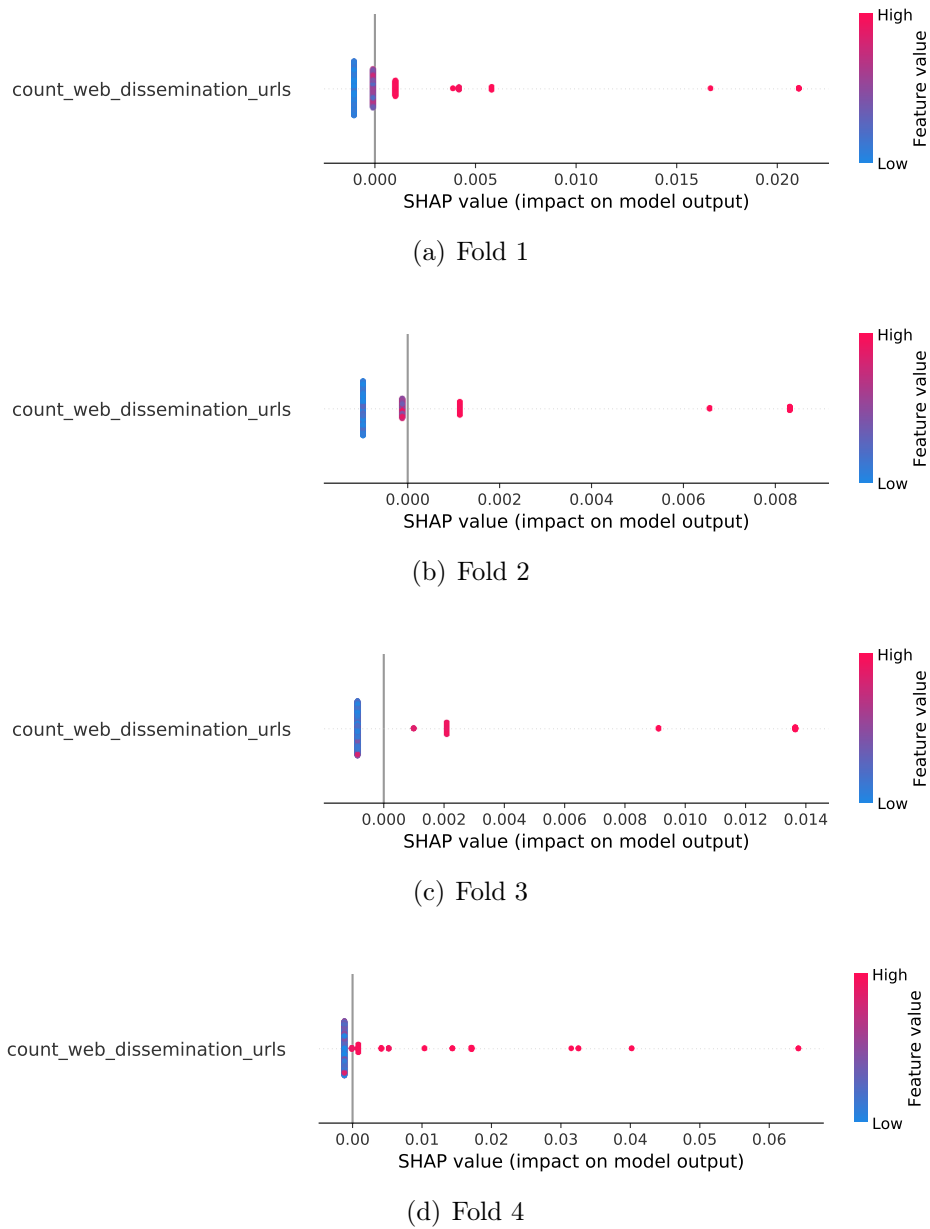 High
count_web_dissemination_urls
Feature value
Low
0.000 0.005 0.010 0.015 0.020
SHAP value (impact on model output)
(a) Fold 1
High
count_web_dissemination_urls
Feature value
Low
0.000 0.002 0.004 0.006 0.008
SHAP value (impact on model output)
(b) Fold 2
High
count_web_dissemination_urls
Feature value
Low
0.000 0.002 0.004 0.006 0.008 0.010 0.012 0.014
SHAP value (impact on model output)
(c) Fold 3
High
count_web_dissemination_urls
Feature value
Low
0.00 0.01 0.02 0.03 0.04 0.05 0.06
SHAP value (impact on model output)
(d) Fold 4